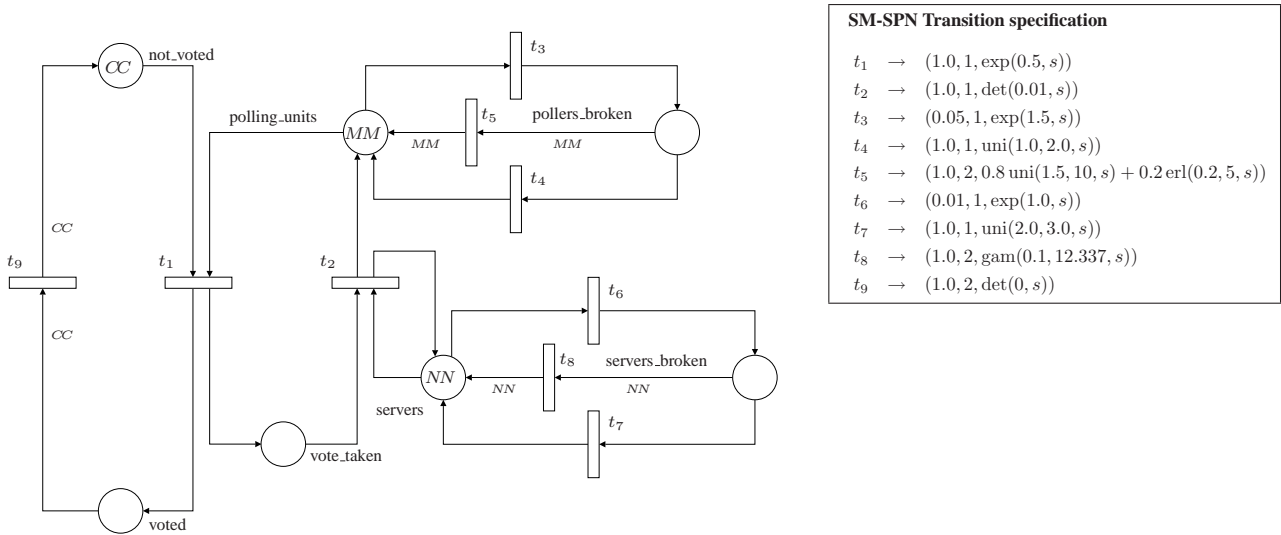 CC
not_voted
t₃
polling_units
MM
t₅
pollers_broken
MM
MM
t₄
CC
t₉
t₁
t₂
CC
t₆
NN
t₈
servers_broken
NN
NN
servers
t₇
vote_taken
voted
SM-SPN Transition specification
t₁ → (1.0, 1, exp(0.5, s))
t₂ → (1.0, 1, det(0.01, s))
t₃ → (0.05, 1, exp(1.5, s))
t₄ → (1.0, 1, uni(1.0, 2.0, s))
t₅ → (1.0, 2, 0.8 uni(1.5, 10, s) + 0.2 erl(0.2, 5, s))
t₆ → (0.01, 1, exp(1.0, s))
t₇ → (1.0, 1, uni(2.0, 3.0, s))
t₈ → (1.0, 2, gam(0.1, 12.337, s))
t₉ → (1.0, 2, det(0, s))